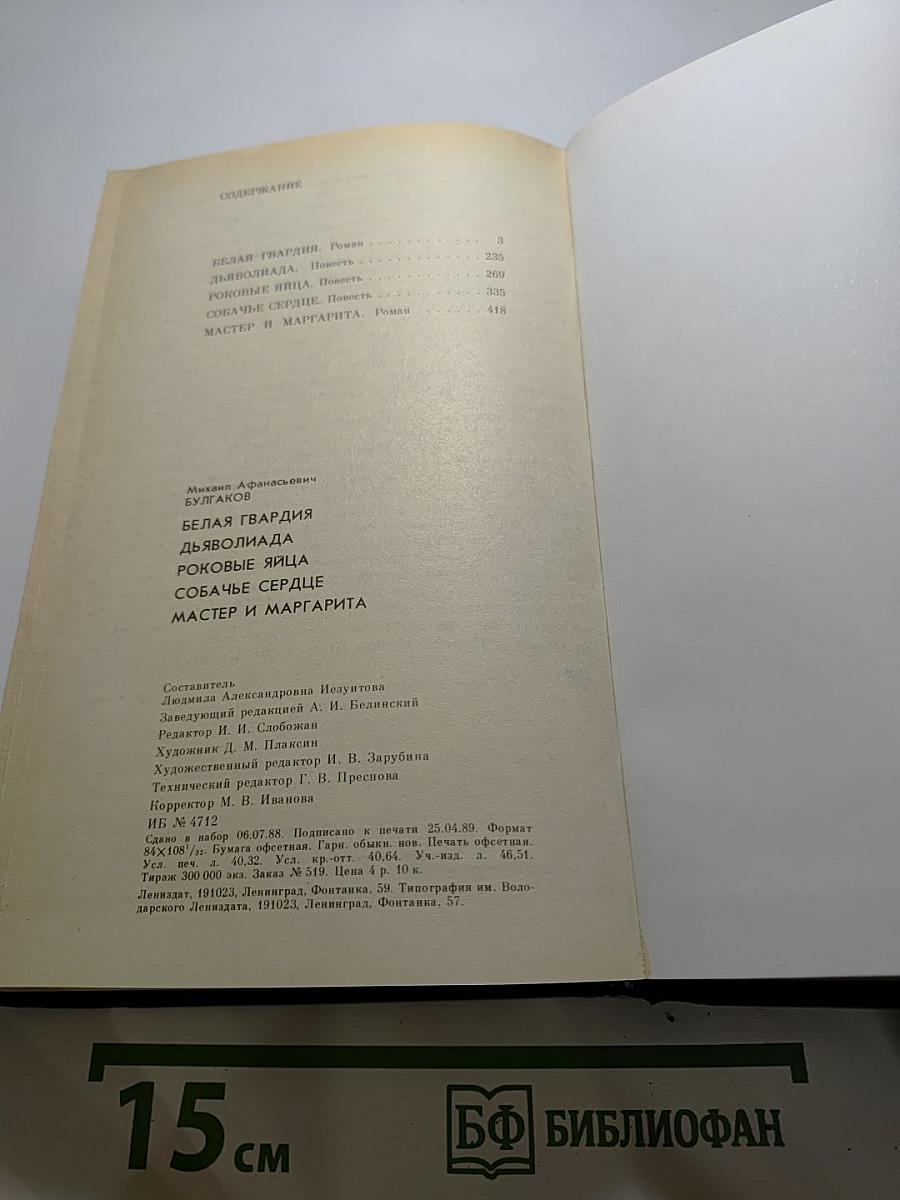 СОДЕРЖАНИЕ
БЕЛАЯ ГВАРДИЯ. Роман . . . . . . . . . . . . 3
ДЬЯВОЛИАДА. Повесть . . . . . . . . . . . . . 235
РОКОВЫЕ ЯЙЦА. Повесть . . . . . . . . . . . . 269
СОБАЧЬЕ СЕРДЦЕ. Повесть . . . . . . . . . . . 335
МАСТЕР И МАРГАРИТА. Роман . . . . . . . 418
Михаил Афанасьевич
БУЛГАКОВ
БЕЛАЯ ГВАРДИЯ
ДЬЯВОЛИАДА
РОКОВЫЕ ЯЙЦА
СОБАЧЬЕ СЕРДЦЕ
МАСТЕР И МАРГАРИТА
Составитель
Людмила Александровна Иезуитова
Заведующий редакцией А. И. Белинский
Редактор И. И. Слобожан
Художник Д. М. Плаксин
Художественный редактор И. В. Зарубина
Технический редактор Г. В. Преснова
Корректор М. В. Иванова
ИБ № 4712
Сдано в набор 06.07.88. Подписано к печати 25.04.89. Формат
84×108¹/₃₂. Бумага офсетная. Гарн. обыкн. нов. Печать офсетная.
Усл. печ. л. 40,32. Усл. кр.-отт. 40,64. Уч.-изд. л. 46,51.
Тираж 300 000 экз. Заказ № 519. Цена 4 р. 10 к.
Лениздат, 191023, Ленинград, Фонтанка, 59. Типография им. Воло-
дарского Лениздата, 191023, Ленинград, Фонтанка, 57.
15 см
БФ БИБЛИОФАН